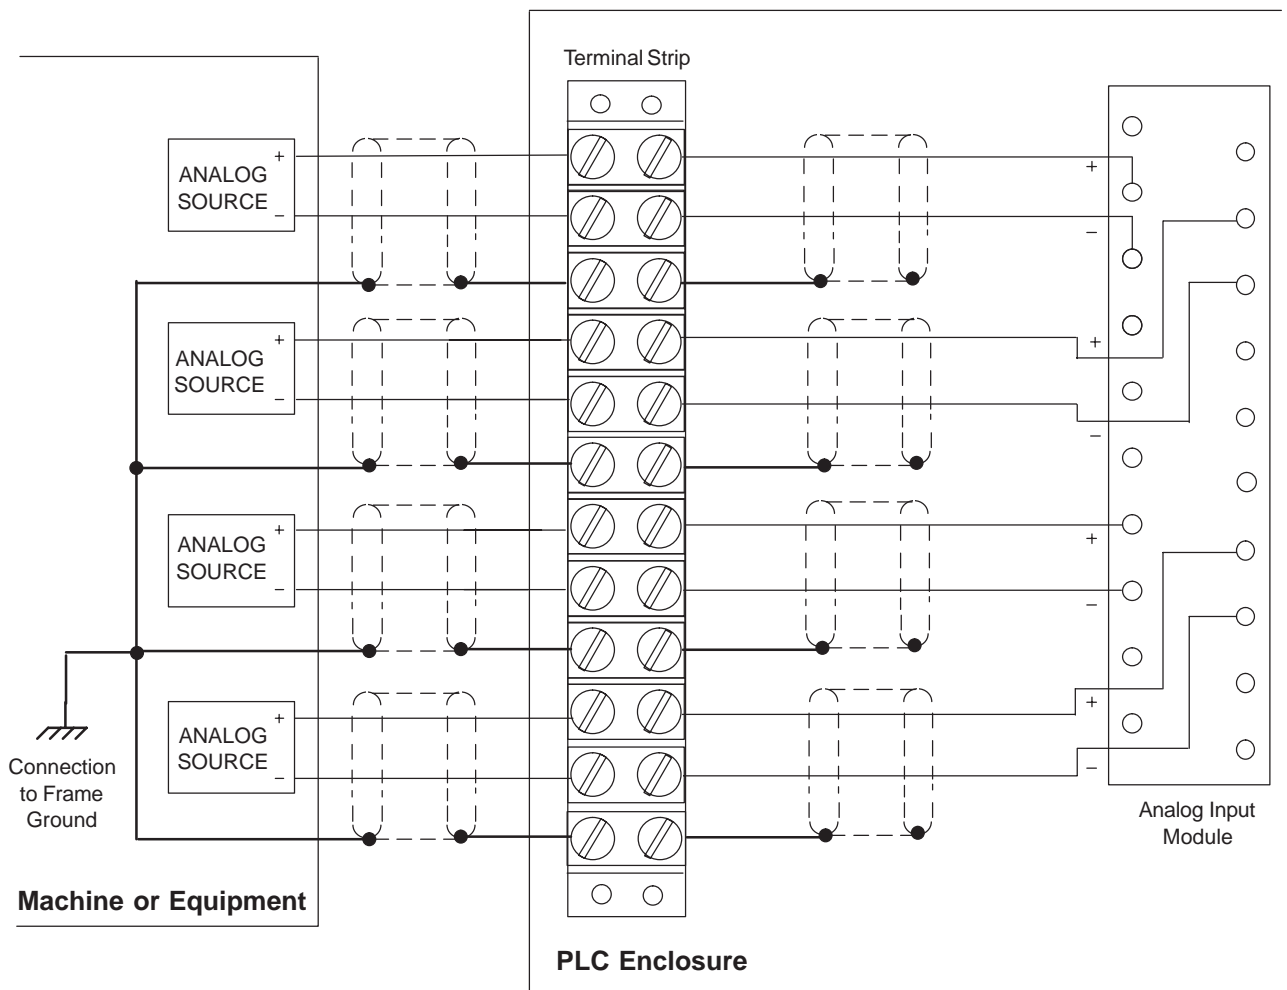 Terminal Strip
+
ANALOG
SOURCE
−
+
−
+
ANALOG
SOURCE
−
+
−
+
ANALOG
SOURCE
−
+
−
+
ANALOG
SOURCE
−
+
−
Connection
to Frame
Ground
Analog Input
Module
Machine or Equipment
PLC Enclosure